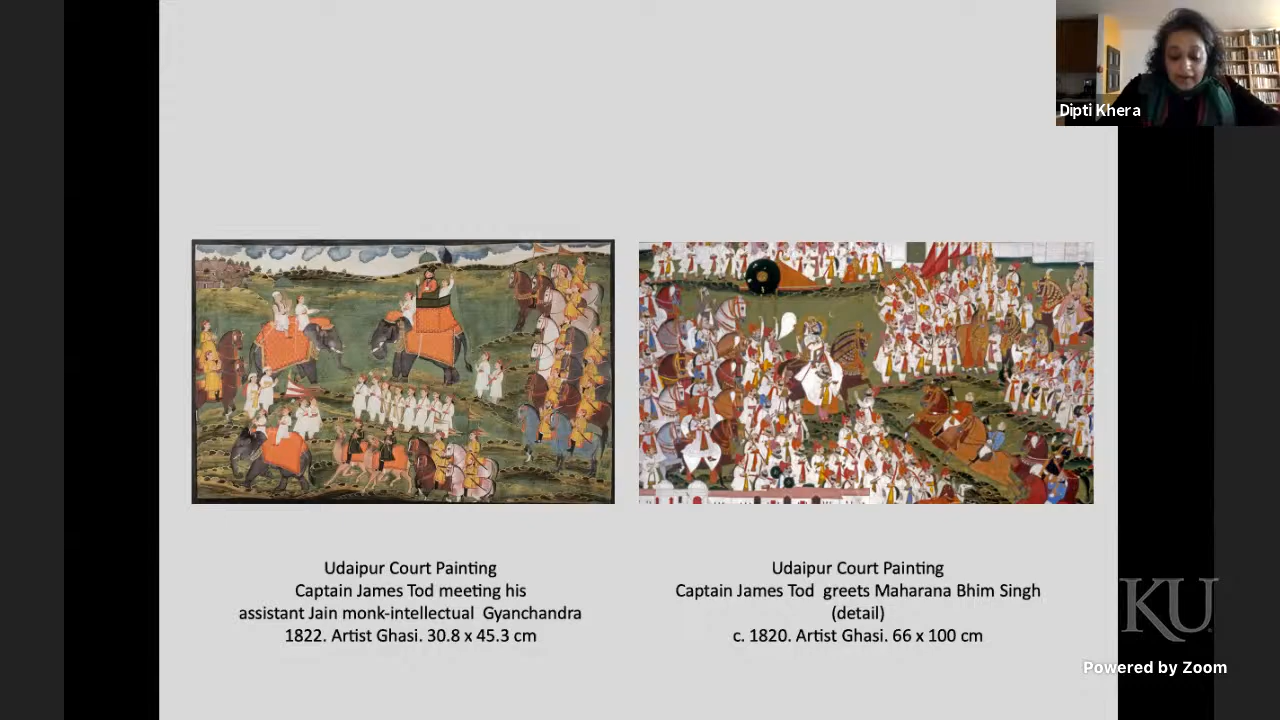 Dipti Khera
Udaipur Court Painting
Captain James Tod meeting his
assistant Jain monk-intellectual Gyanchandra
1822. Artist Ghasi. 30.8 x 45.3 cm
Udaipur Court Painting
Captain James Tod greets Maharana Bhim Singh
(detail)
c. 1820. Artist Ghasi. 66 x 100 cm
KU
Powered by Zoom